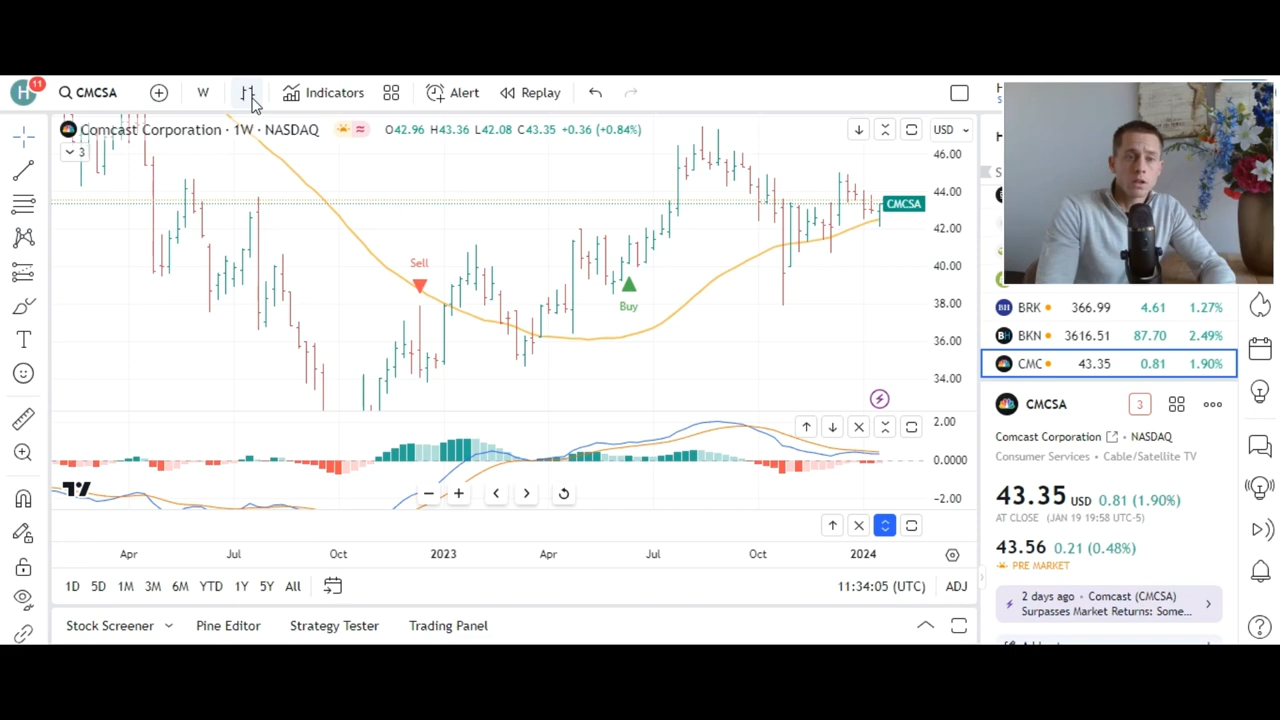 H 11 CMCSA W Indicators Alert Replay
Comcast Corporation · 1W · NASDAQ O42.96 H43.36 L42.08 C43.35 +0.36 (+0.84%) USD
3
46.00
44.00
CMCSA
42.00
40.00
38.00
36.00
34.00
Sell
Buy
2.00
0.0000
−2.00
Apr Jul Oct 2023 Apr Jul Oct 2024
1D 5D 1M 3M 6M YTD 1Y 5Y All 11:34:05 (UTC) ADJ
Stock Screener Pine Editor Strategy Tester Trading Panel
BRK 366.99 4.61 1.27%
BKN 3616.51 87.70 2.49%
CMC 43.35 0.81 1.90%
CMCSA 3
Comcast Corporation • NASDAQ
Consumer Services • Cable/Satellite TV
43.35 USD 0.81 (1.90%)
AT CLOSE (JAN 19 19:58 UTC-5)
43.56 0.21 (0.48%)
PRE MARKET
2 days ago • Comcast (CMCSA)
Surpasses Market Returns: Some...